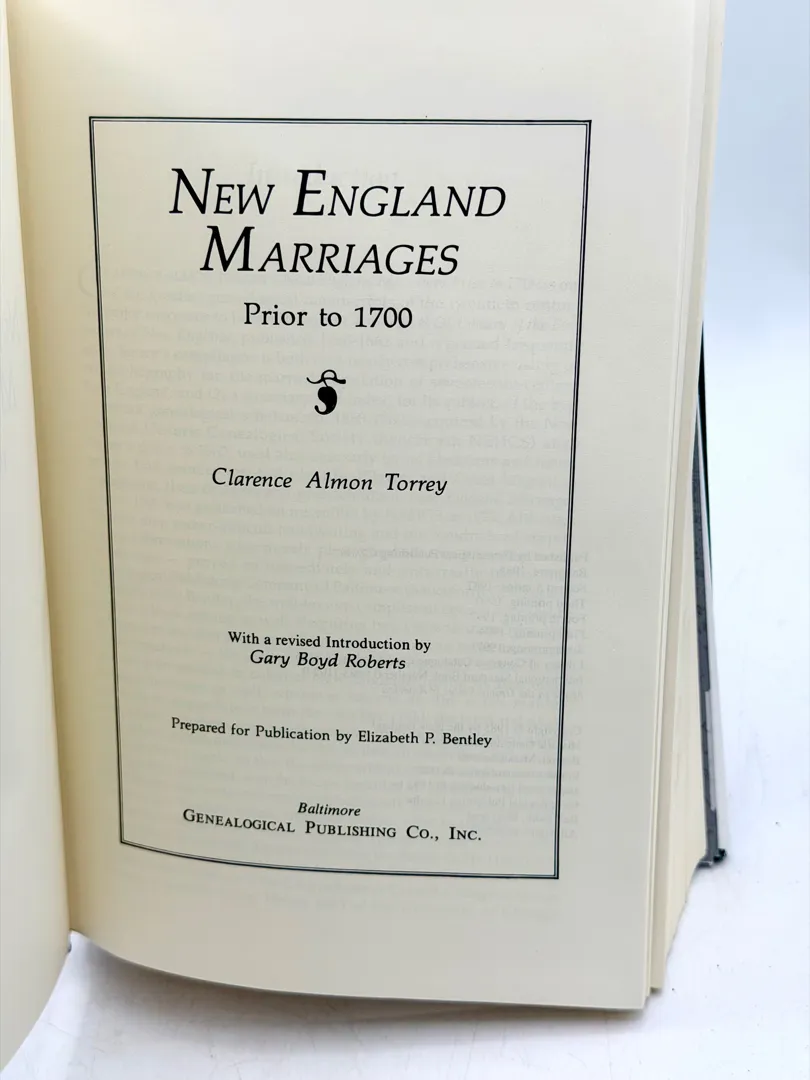 NEW ENGLAND
MARRIAGES
Prior to 1700
Clarence Almon Torrey
With a revised Introduction by
Gary Boyd Roberts
Prepared for Publication by Elizabeth P. Bentley
Baltimore
GENEALOGICAL PUBLISHING CO., INC.